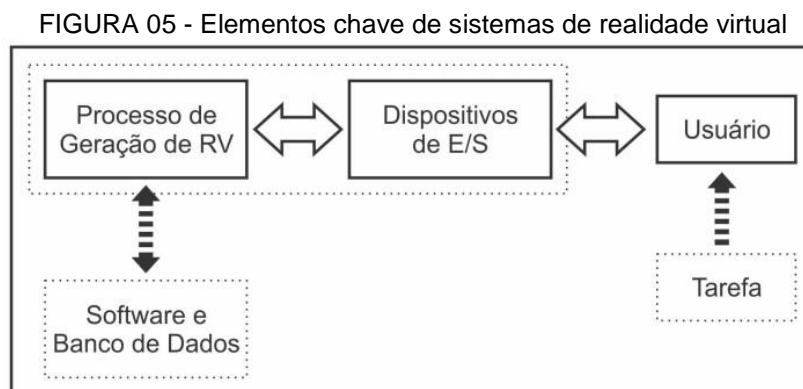 FIGURA 05 - Elementos chave de sistemas de realidade virtual
Processo de
Geração de RV
Dispositivos
de E/S
Usuário
Software e
Banco de Dados
Tarefa